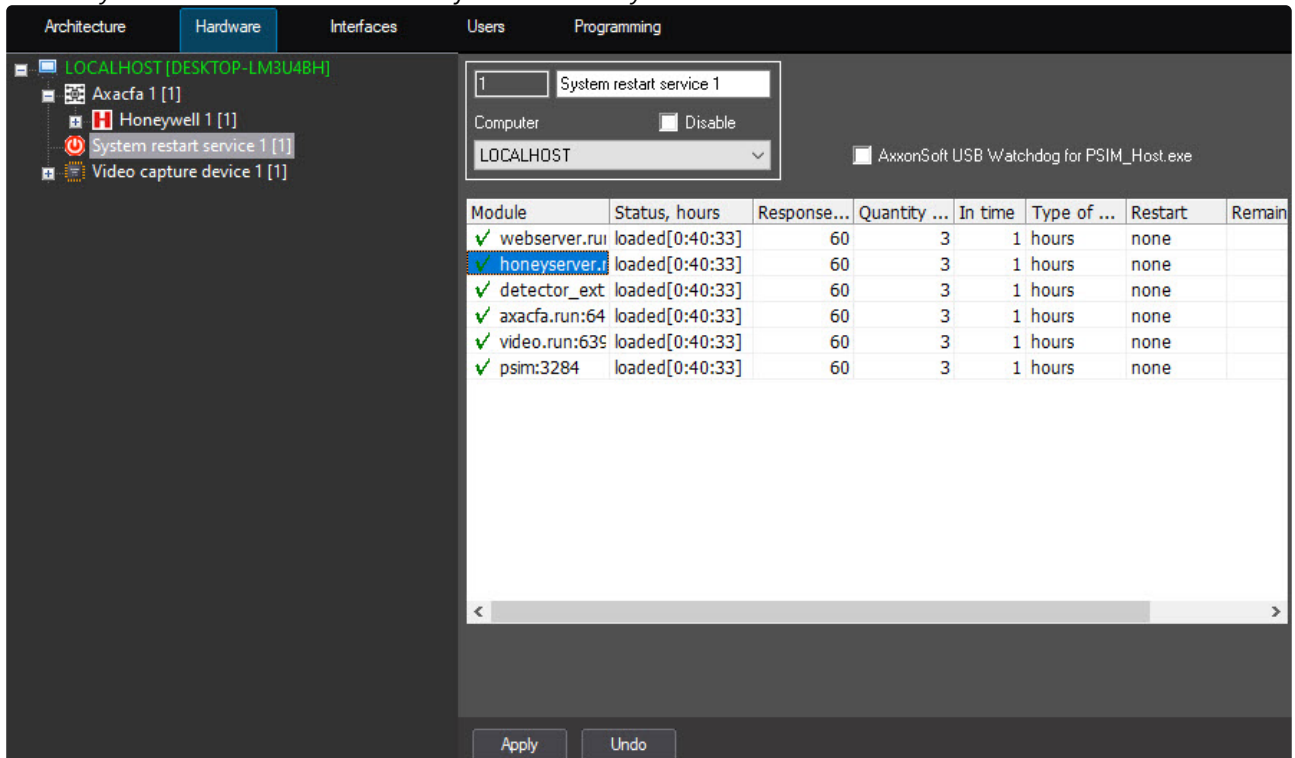 Architecture Hardware Interfaces Users Programming
LOCALHOST [DESKTOP-LM3U4BH]
Axacfa 1 [1]
Honeywell 1 [1]
System restart service 1 [1]
Video capture device 1 [1]
1 System restart service 1
Computer Disable
LOCALHOST AxxonSoft USB Watchdog for PSIM_Host.exe
Module Status, hours Response... Quantity ... In time Type of ... Restart Remain
webserver.ru loaded[0:40:33] 60 3 1 hours none
honeyserver.r loaded[0:40:33] 60 3 1 hours none
detector_ext loaded[0:40:33] 60 3 1 hours none
axacfa.run:64 loaded[0:40:33] 60 3 1 hours none
video.run:639 loaded[0:40:33] 60 3 1 hours none
psim:3284 loaded[0:40:33] 60 3 1 hours none
Apply Undo